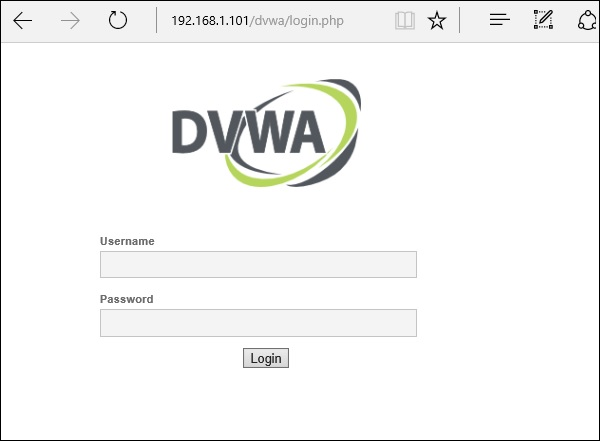 192.168.1.101/dvwa/login.php
DVWA
Username
Password
Login